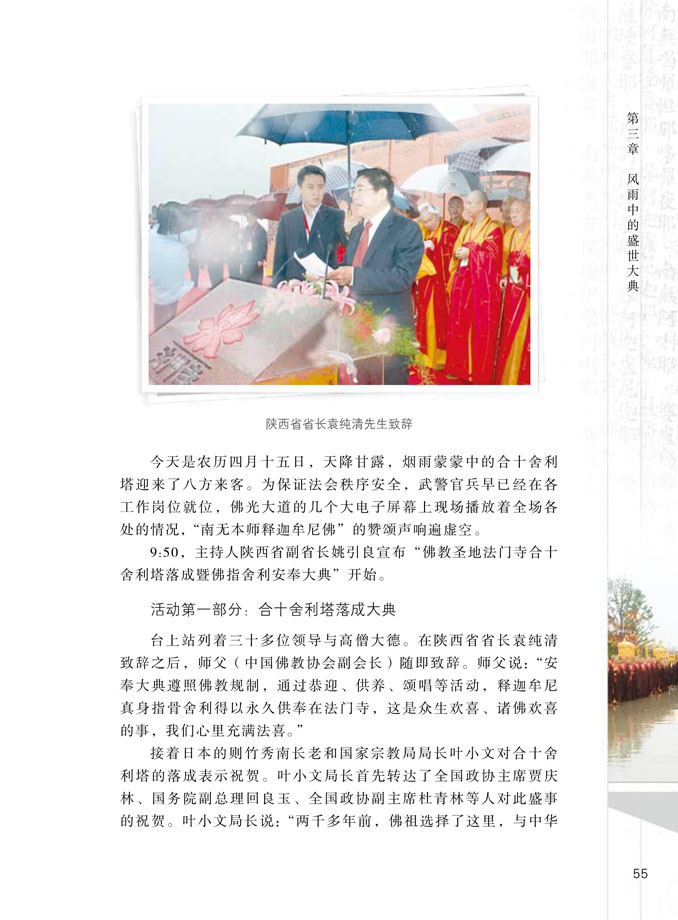 第三章 风雨中的盛世大典
陕西省省长袁纯清先生致辞
今天是农历四月十五日，天降甘露，烟雨蒙蒙中的合十舍利
塔迎来了八方来客。为保证法会秩序安全，武警官兵早已经在各
工作岗位就位，佛光大道的几个大电子屏幕上现场播放着全场各
处的情况，“南无本师释迦牟尼佛”的赞颂声响遍虚空。
9:50，主持人陕西省副省长姚引良宣布“佛教圣地法门寺合十
舍利塔落成暨佛指舍利安奉大典”开始。
活动第一部分：合十舍利塔落成大典
台上站列着三十多位领导与高僧大德。在陕西省省长袁纯清
致辞之后，师父（中国佛教协会副会长）随即致辞。师父说：“安
奉大典遵照佛教规制，通过恭迎、供养、颂唱等活动，释迦牟尼
真身指骨舍利得以永久供奉在法门寺，这是众生欢喜、诸佛欢喜
的事，我们心里充满法喜。”
接着日本的则竹秀南长老和国家宗教局局长叶小文对合十舍
利塔的落成表示祝贺。叶小文局长首先转达了全国政协主席贾庆
林、国务院副总理回良玉、全国政协副主席杜青林等人对此盛事
的祝贺。叶小文局长说：“两千多年前，佛祖选择了这里，与中华
55